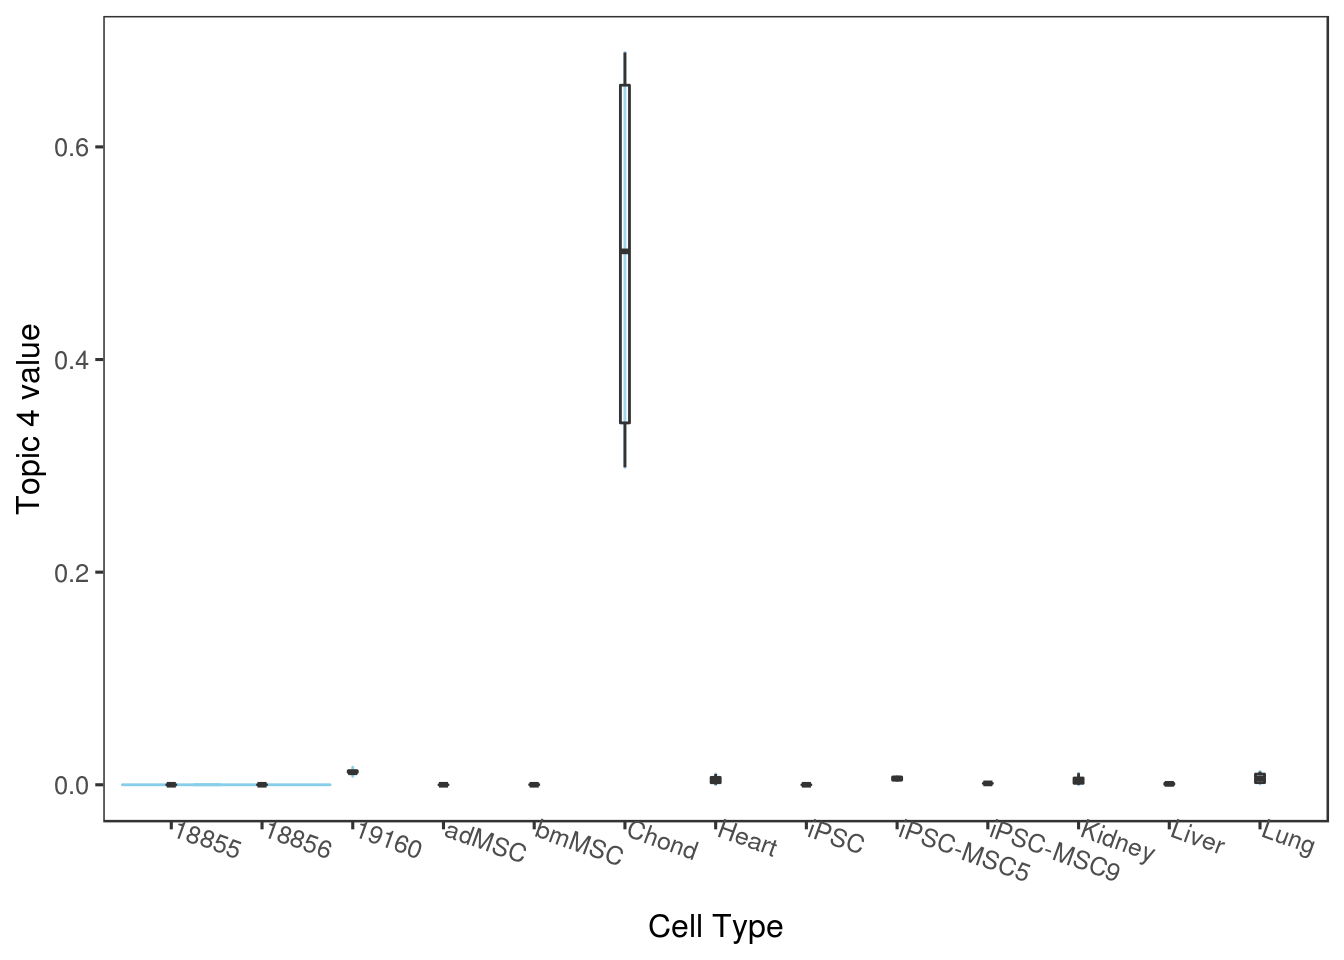 Topic 4 value
0.6
0.4
0.2
0.0
18855 18856 19160 adMSC bmMSC Chond Heart iPSC iPSC-MSC5 iPSC-MSC9 Kidney Liver Lung
Cell Type